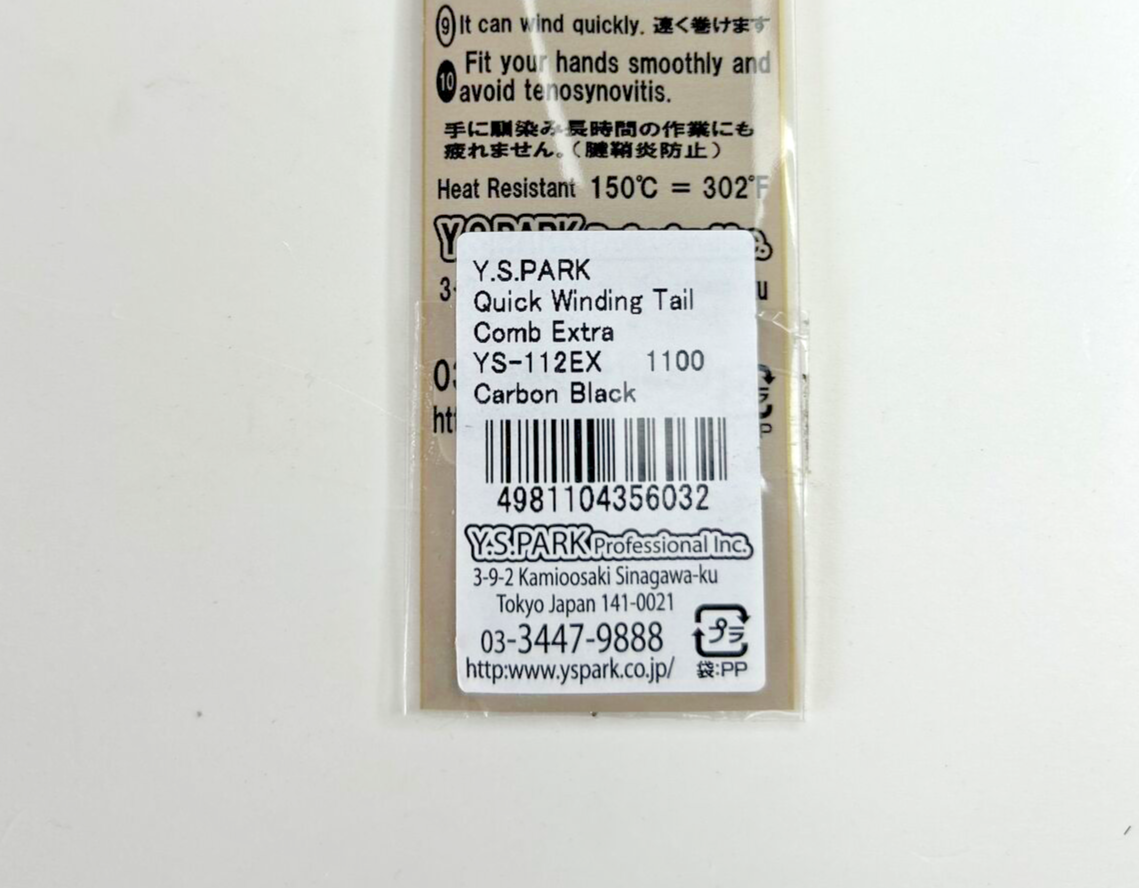 ⑨It can wind quickly. 速く巻けます
❿ Fit your hands smoothly and
avoid tenosynovitis.
手に馴染み長時間の作業にも
疲れません。(腱鞘炎防止)
Heat Resistant 150℃ = 302°F
Y.S.PARK
Y.S.PARK
Quick Winding Tail
Comb Extra
YS-112EX 1100
Carbon Black
4981104356032
Y.S.PARK Professional Inc.
3-9-2 Kamioosaki Sinagawa-ku
Tokyo Japan 141-0021
03-3447-9888
プラ
http:www.yspark.co.jp/
袋:PP